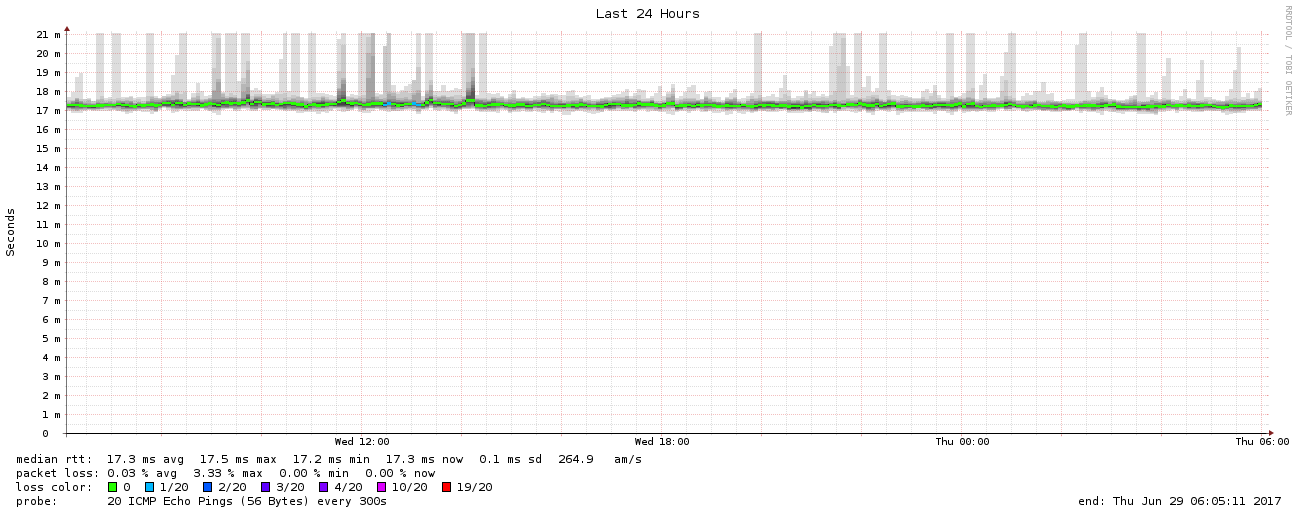 Last 24 Hours
RRDTOOL / TOBI OETIKER
Seconds
21 m
20 m
19 m
18 m
17 m
16 m
15 m
14 m
13 m
12 m
11 m
10 m
9 m
8 m
7 m
6 m
5 m
4 m
3 m
2 m
1 m
0
Wed 12:00 Wed 18:00 Thu 00:00 Thu 06:00
median rtt: 17.3 ms avg 17.5 ms max 17.2 ms min 17.3 ms now 0.1 ms sd 264.9 am/s
packet loss: 0.03 % avg 3.33 % max 0.00 % min 0.00 % now
loss color: 0 1/20 2/20 3/20 4/20 10/20 19/20
probe: 20 ICMP Echo Pings (56 Bytes) every 300s end: Thu Jun 29 06:05:11 2017